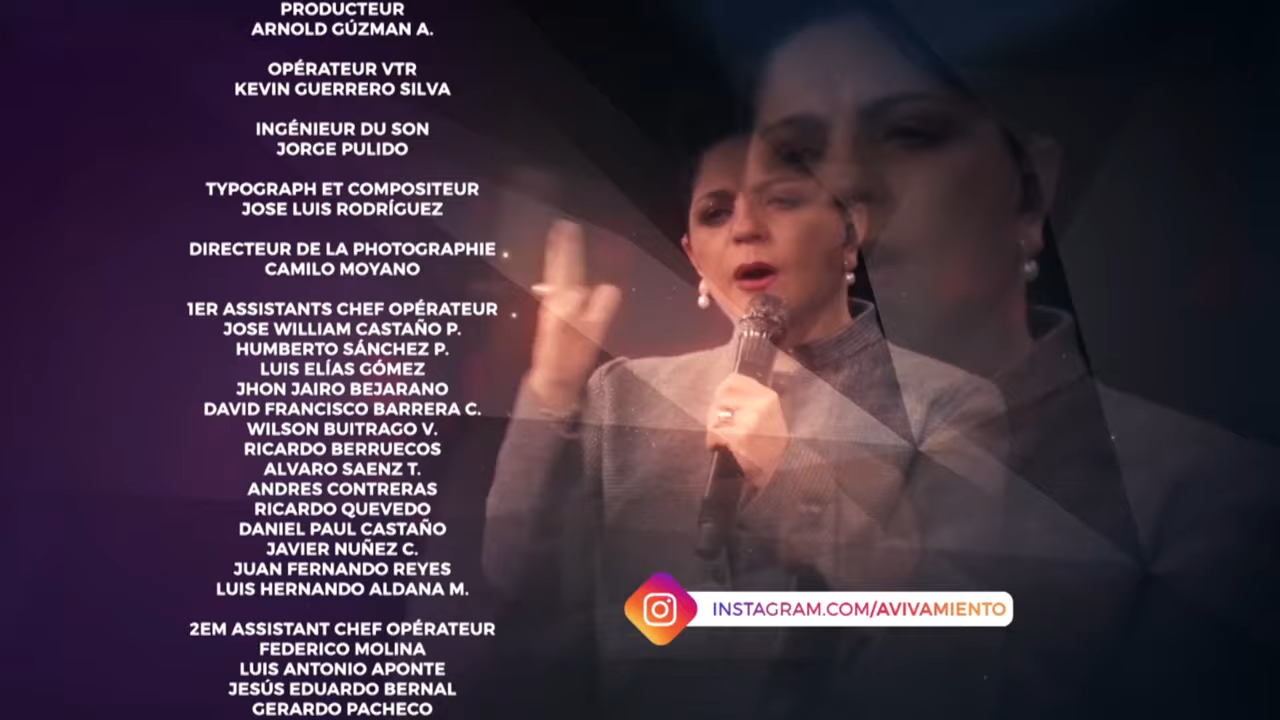 PRODUCTEUR
ARNOLD GÚZMAN A.
OPÉRATEUR VTR
KEVIN GUERRERO SILVA
INGÉNIEUR DU SON
JORGE PULIDO
TYPOGRAPH ET COMPOSITEUR
JOSE LUIS RODRÍGUEZ
DIRECTEUR DE LA PHOTOGRAPHIE
CAMILO MOYANO
1ER ASSISTANTS CHEF OPÉRATEUR
JOSE WILLIAM CASTAÑO P.
HUMBERTO SÁNCHEZ P.
LUIS ELÍAS GÓMEZ
JHON JAIRO BEJARANO
DAVID FRANCISCO BARRERA C.
WILSON BUITRAGO V.
RICARDO BERRUECOS
ALVARO SAENZ T.
ANDRES CONTRERAS
RICARDO QUEVEDO
DANIEL PAUL CASTAÑO
JAVIER NUÑEZ C.
JUAN FERNANDO REYES
LUIS HERNANDO ALDANA M.
2EM ASSISTANT CHEF OPÉRATEUR
FEDERICO MOLINA
LUIS ANTONIO APONTE
JESÚS EDUARDO BERNAL
GERARDO PACHECO
INSTAGRAM.COM/AVIVAMIENTO